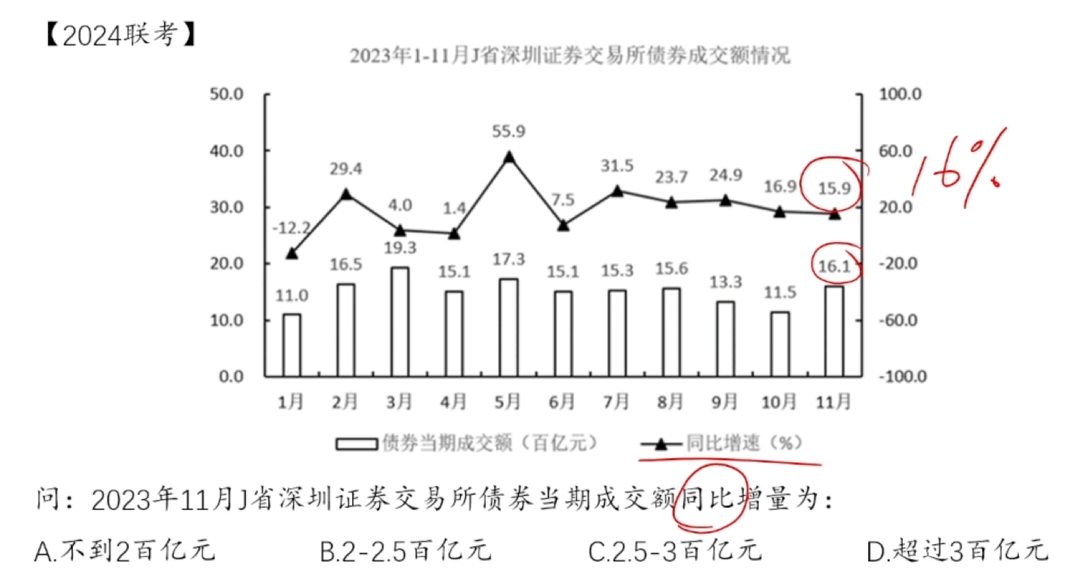 【2024联考】
2023年1-11月J省深圳证券交易所债券成交额情况
50.0 100.0
55.9
40.0 60.0
29.4 31.5 23.7 24.9 16.9 15.9 16%
4.0 1.4 7.5
30.0 20.0
-12.2
19.3
20.0 -20.0
16.5 15.1 17.3 15.1 15.3 15.6 16.1
11.0 13.3 11.5
10.0 -60.0
0.0 -100.0
1月 2月 3月 4月 5月 6月 7月 8月 9月 10月 11月
债券当期成交额（百亿元） 同比增速（%）
问：2023年11月J省深圳证券交易所债券当期成交额同比增量为：
A.不到2百亿元 B.2-2.5百亿元 C.2.5-3百亿元 D.超过3百亿元